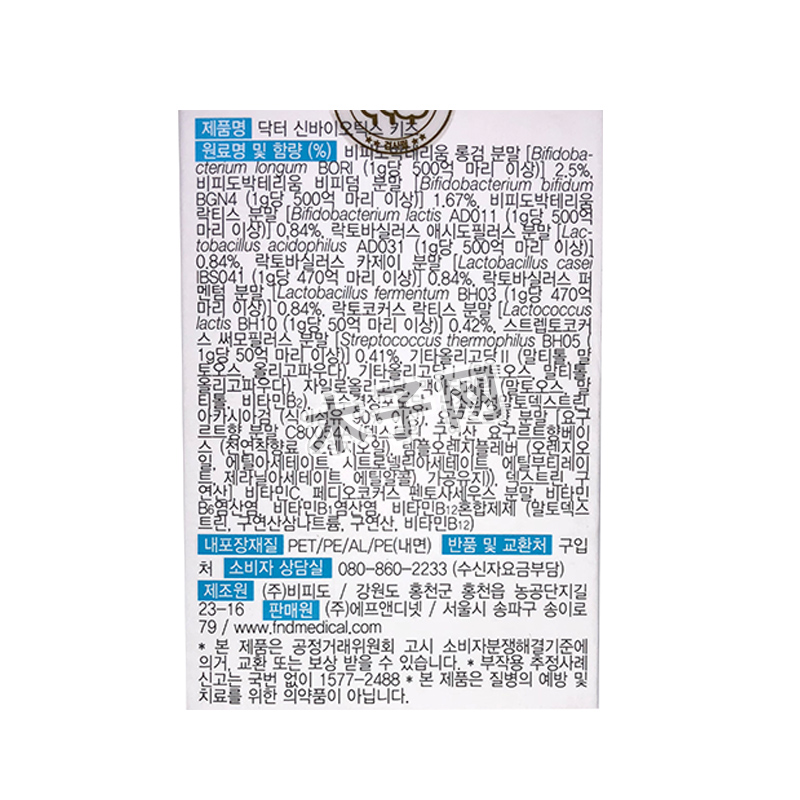 제품명 닥터 신바이오틱스 키즈
원료명 및 함량 (%) 비피도박테리움 롱검 분말 [Bifidoba-
cterium longum BORI (1g당 500억 마리 이상)] 2.5%,
비피도박테리움 비피덤 분말 [Bifidobacterium bifidum
BGN4 (1g당 500억 마리 이상)] 1.67%, 비피도박테리움
락티스 분말 [Bifidobacterium lactis AD011 (1g당 500억
마리 이상)] 0.84%, 락토바실러스 애시도필러스 분말 [Lac-
tobacillus acidophilus AD031 (1g당 500억 마리 이상)]
0.84%, 락토바실러스 카제이 분말 [Lactobacillus casei
IBS041 (1g당 470억 마리 이상)] 0.84%, 락토바실러스 퍼
멘텀 분말 [Lactobacillus fermentum BH03 (1g당 470억
마리 이상)] 0.84%, 락토코커스 락티스 분말 [Lactococcus
lactis BH10 (1g당 50억 마리 이상)] 0.42%, 스트렙토코커
스 써모필러스 분말 [Streptococcus thermophilus BH05 (
1g당 50억 마리 이상)] 0.41%, 기타올리고당Ⅱ (말티톨, 말
토오스, 올리고파우다), 기타올리고당 오스, 말티톨,
올리고파우다), 자일로올리 (말토오스, 말
티톨, 비타민B2), 말토덱스트린,
아카시아검 (식 90% 이상), 분말 [요구
르트향 분말 덱스트린, 구연산, 요구르트향베이
스 (천연착향료 오일), 템플오렌지플레버 (오렌지오
일, 에틸아세테이트, 시트로넬릴아세테이트, 에틸부티레이
트, 제라닐아세테이트, 에틸알콜), 가공유지)), 덱스트린, 구
연산], 비타민C, 페디오코커스 펜토사세우스 분말, 비타민
B6염산염, 비타민B1염산염, 비타민B12혼합제제 (말토덱스
트린, 구연산삼나트륨, 구연산, 비타민B12)
내포장재질 PET/PE/AL/PE(내면) 반품 및 교환처 구입
처 소비자 상담실 080-860-2233 (수신자요금부담)
제조원 (주)비피도 / 강원도 홍천군 홍천읍 농공단지길
23-16 판매원 (주)에프앤디넷 / 서울시 송파구 송이로
79 / www.fndmedical.com
* 본 제품은 공정거래위원회 고시 소비자분쟁해결기준에
의거, 교환 또는 보상 받을 수 있습니다. * 부작용 추정사례
신고는 국번 없이 1577-2488 * 본 제품은 질병의 예방 및
치료를 위한 의약품이 아닙니다.
木子网